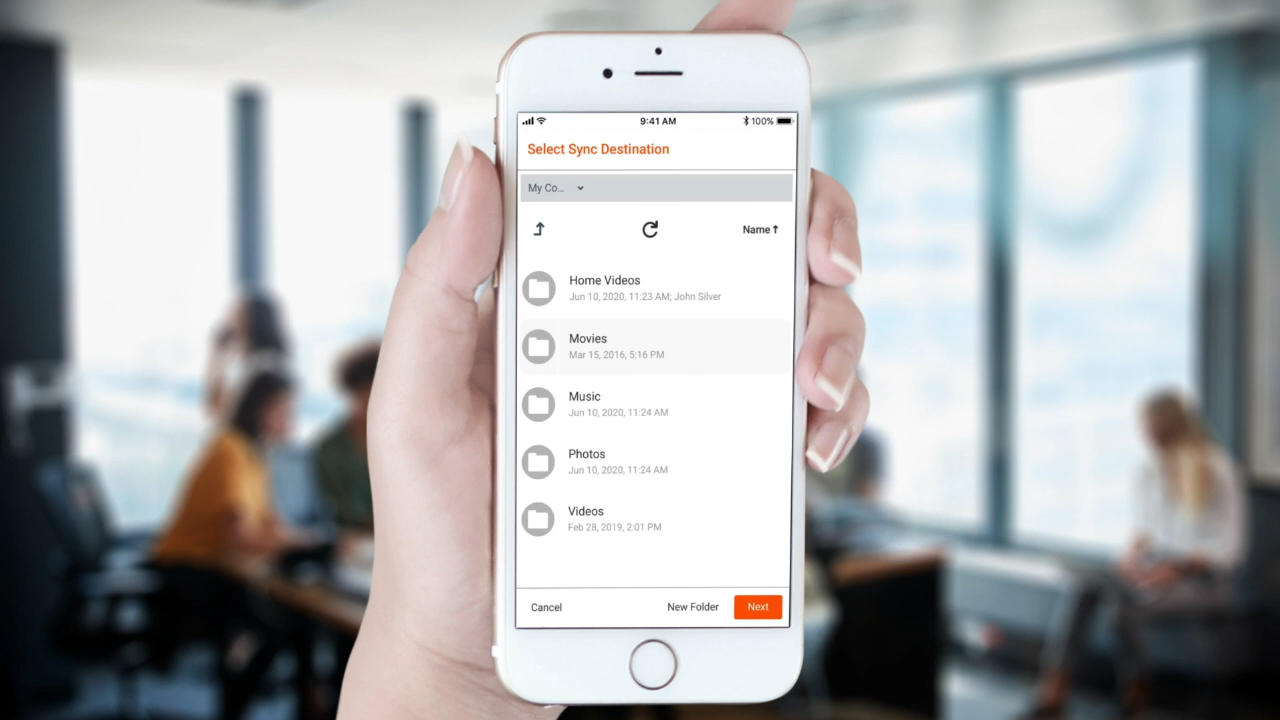 9:41 AM
100%
Select Sync Destination
My Co...
Name↑
Home Videos
Jun 10, 2020, 11:23 AM; John Silver
Movies
Mar 15, 2016, 5:16 PM
Music
Jun 10, 2020, 11:24 AM
Photos
Jun 10, 2020, 11:24 AM
Videos
Feb 28, 2019, 2:01 PM
Cancel
New Folder
Next